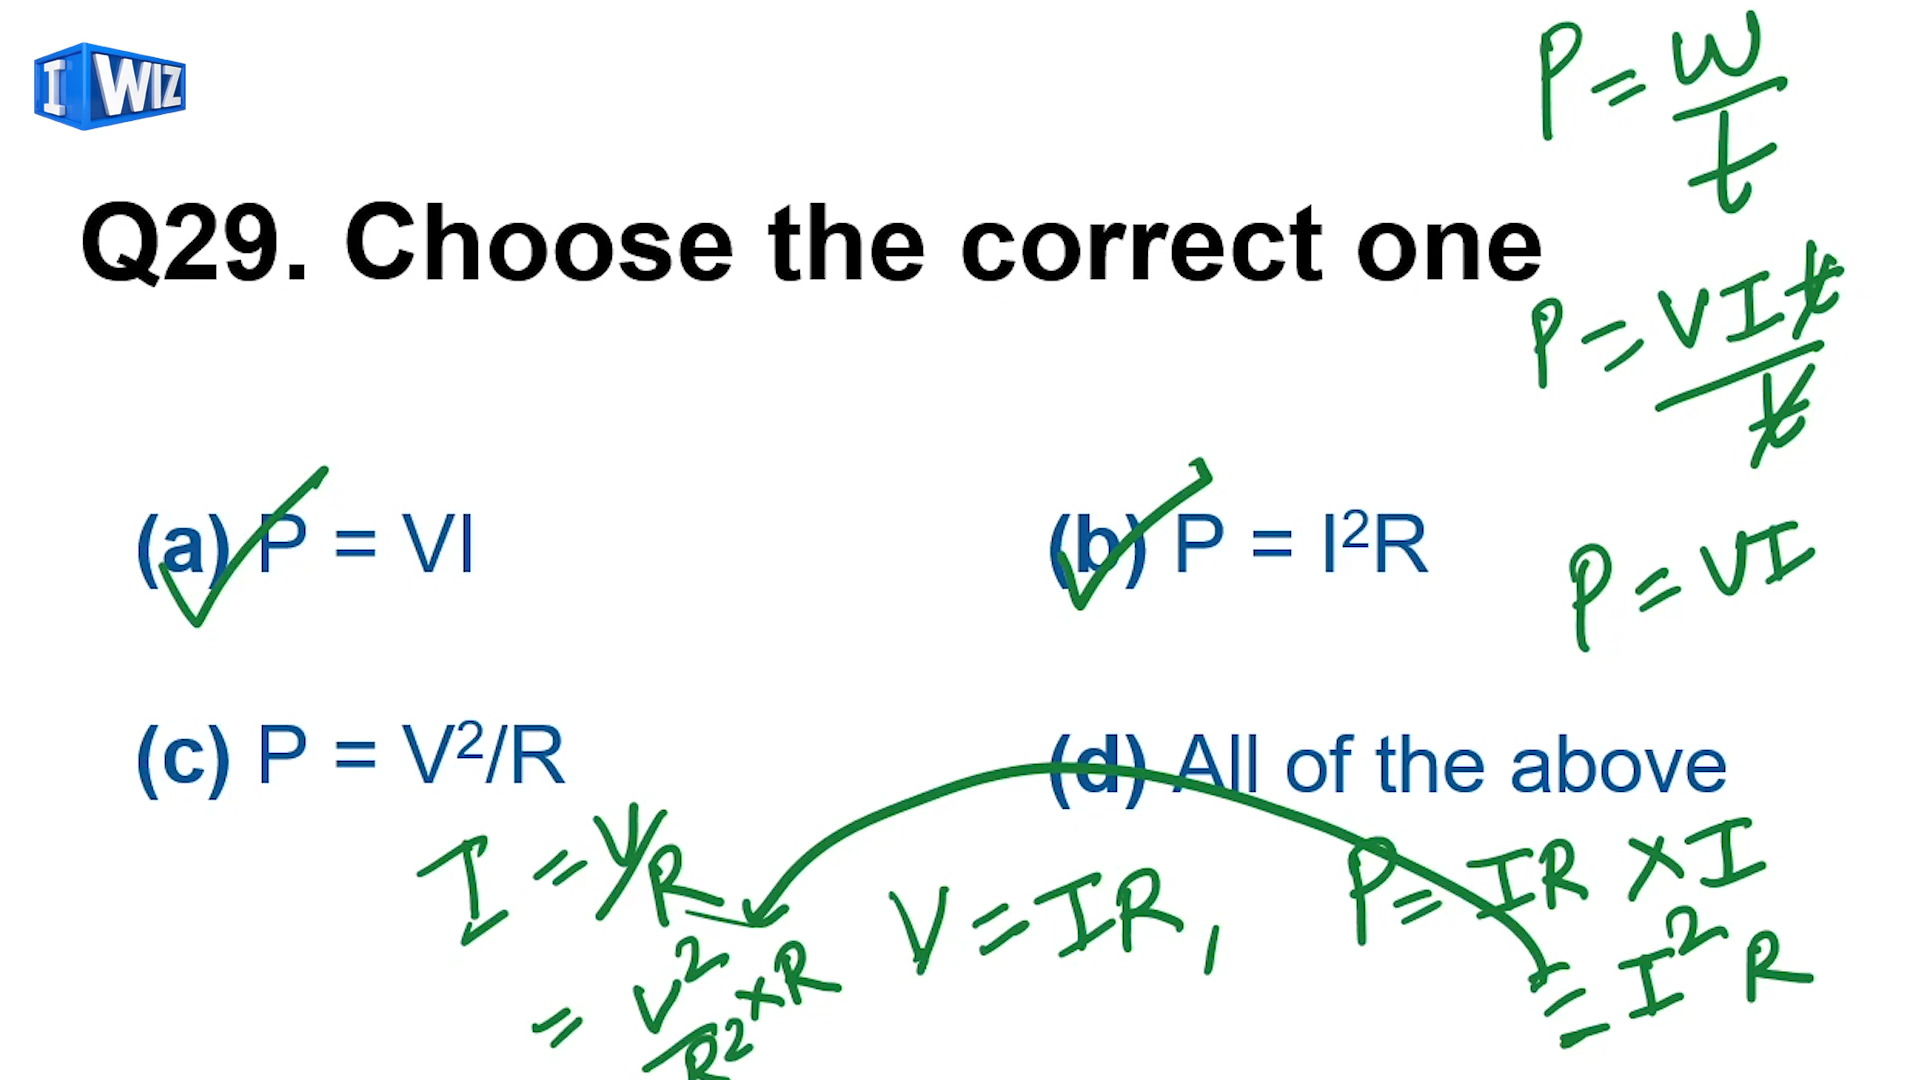 I WIZ
P = W/t
Q29. Choose the correct one
P = VIt/t
(a) P = VI
(b) P = I²R
P = VI
(c) P = V²/R
(d) All of the above
I = V/R
V = IR,
P = IR × I
= V²/R² × R
= I²R